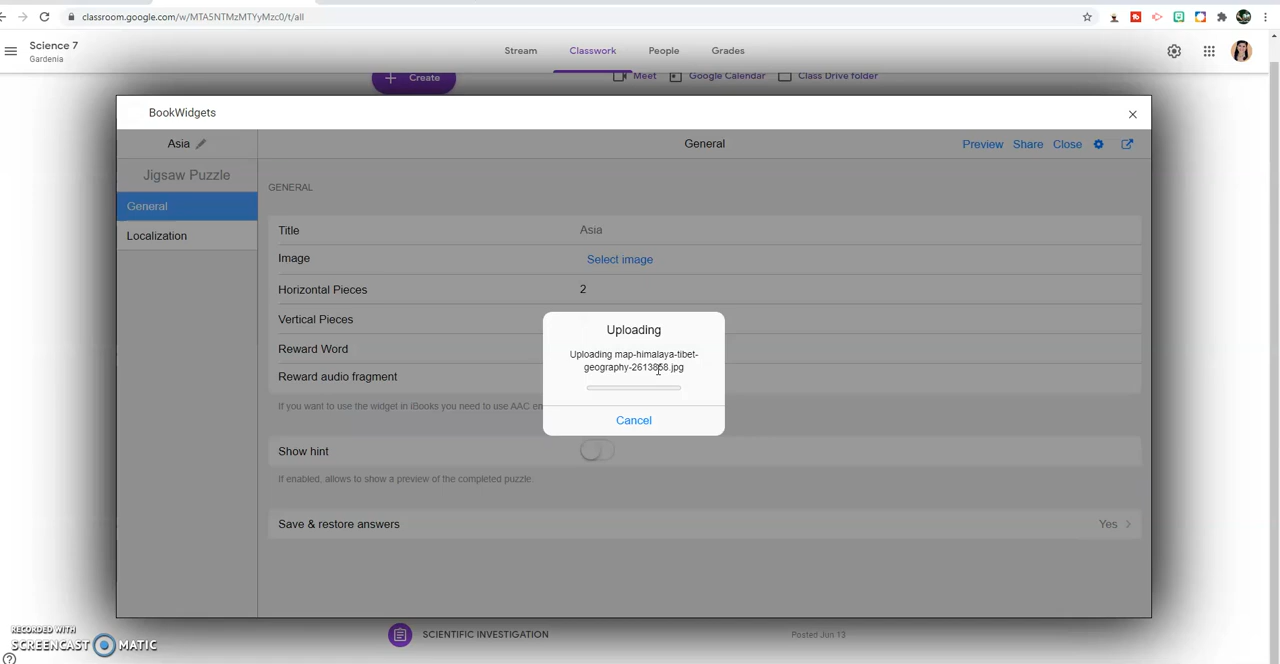 classroom.google.com/w/MTA5NTMzMTYyMzc0/t/all
Science 7
Gardenia
Stream
Classwork
People
Grades
Create
Meet
Google Calendar
Class Drive folder
BookWidgets
Asia
General
Preview
Share
Close
Jigsaw Puzzle
General
Localization
GENERAL
Title
Asia
Image
Select image
Horizontal Pieces
2
Vertical Pieces
Reward Word
Reward audio fragment
If you want to use the widget in iBooks you need to use AAC en
Uploading
Uploading map-himalaya-tibet-
geography-2613858.jpg
Cancel
Show hint
If enabled, allows to show a preview of the completed puzzle.
Save & restore answers
Yes
SCIENTIFIC INVESTIGATION
Posted Jun 13
RECORDED WITH
SCREENCAST MATIC